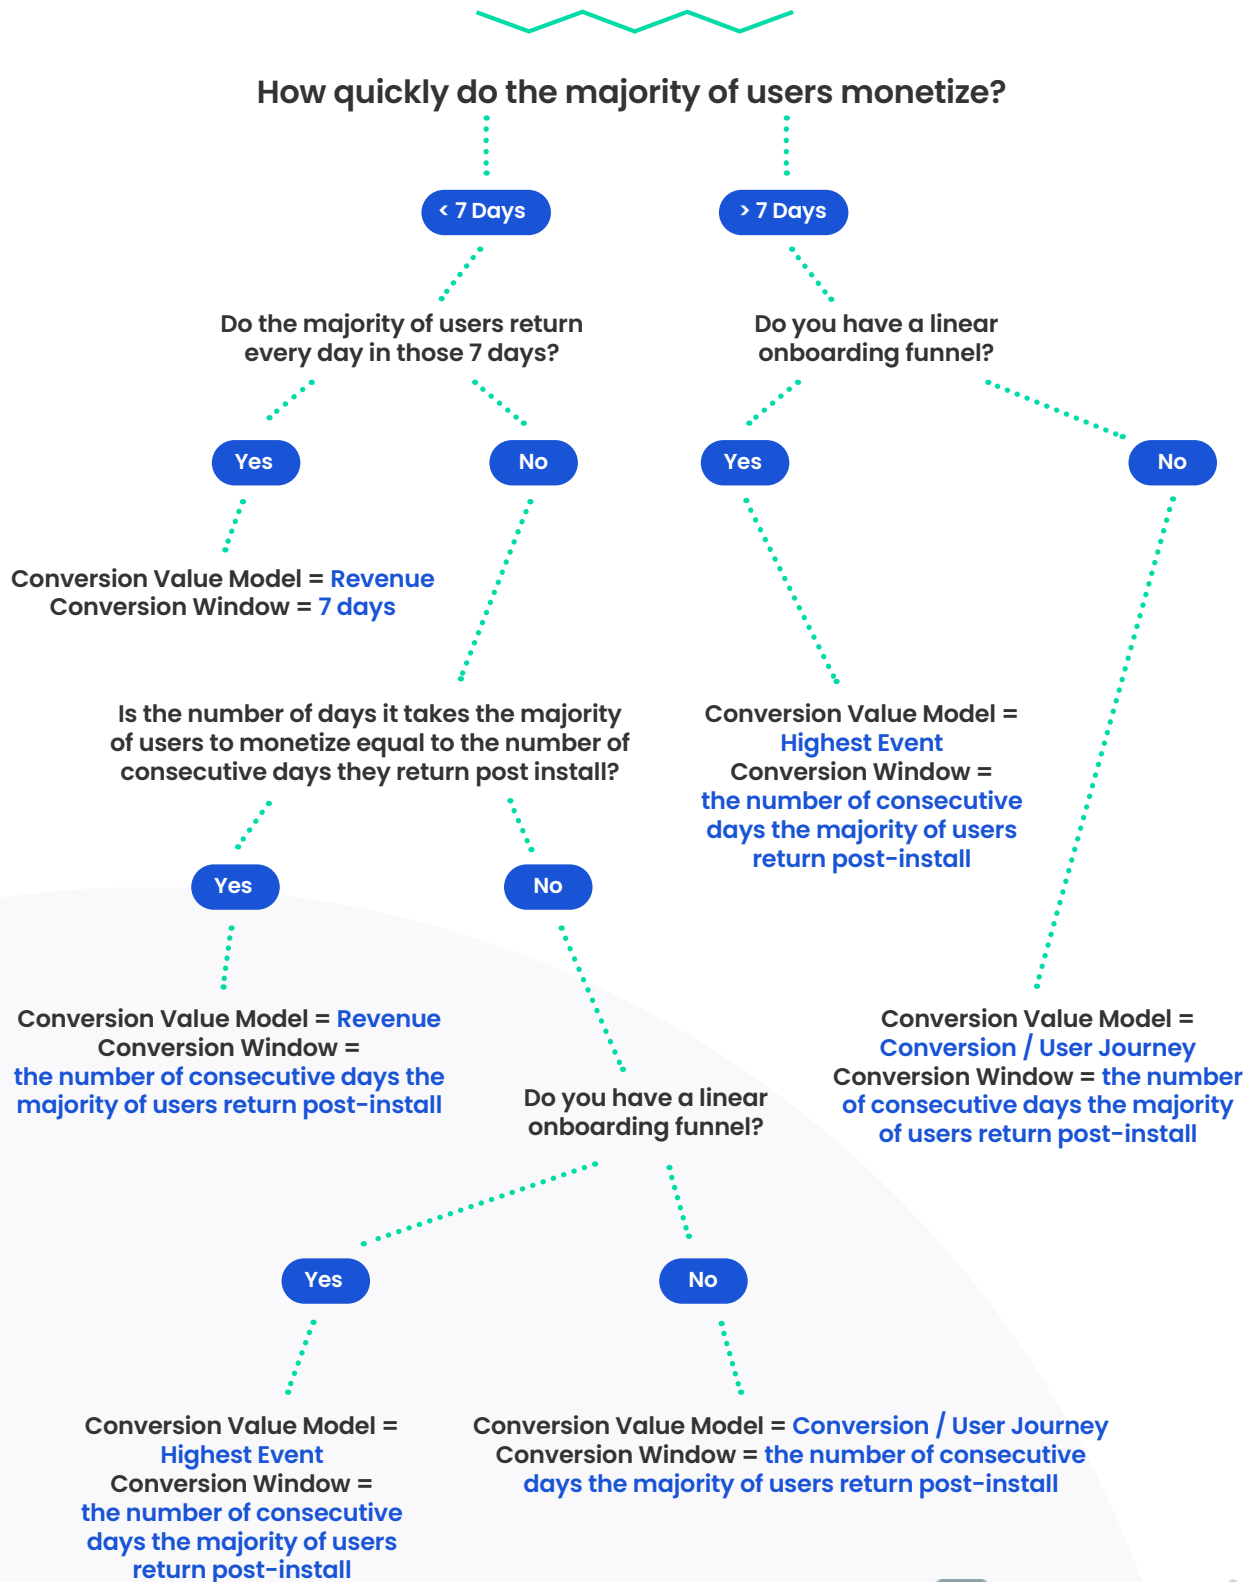 How quickly do the majority of users monetize?
< 7 Days
> 7 Days
Do the majority of users return
every day in those 7 days?
Do you have a linear
onboarding funnel?
Yes
No
Yes
No
Conversion Value Model = Revenue
Conversion Window = 7 days
Is the number of days it takes the majority
of users to monetize equal to the number of
consecutive days they return post install?
Conversion Value Model =
Highest Event
Conversion Window =
the number of consecutive
days the majority of users
return post-install
Yes
No
Conversion Value Model = Revenue
Conversion Window =
the number of consecutive days the
majority of users return post-install
Conversion Value Model =
Conversion / User Journey
Conversion Window = the number
of consecutive days the majority
of users return post-install
Do you have a linear
onboarding funnel?
Yes
No
Conversion Value Model =
Highest Event
Conversion Window =
the number of consecutive
days the majority of users
return post-install
Conversion Value Model = Conversion / User Journey
Conversion Window = the number of consecutive
days the majority of users return post-install